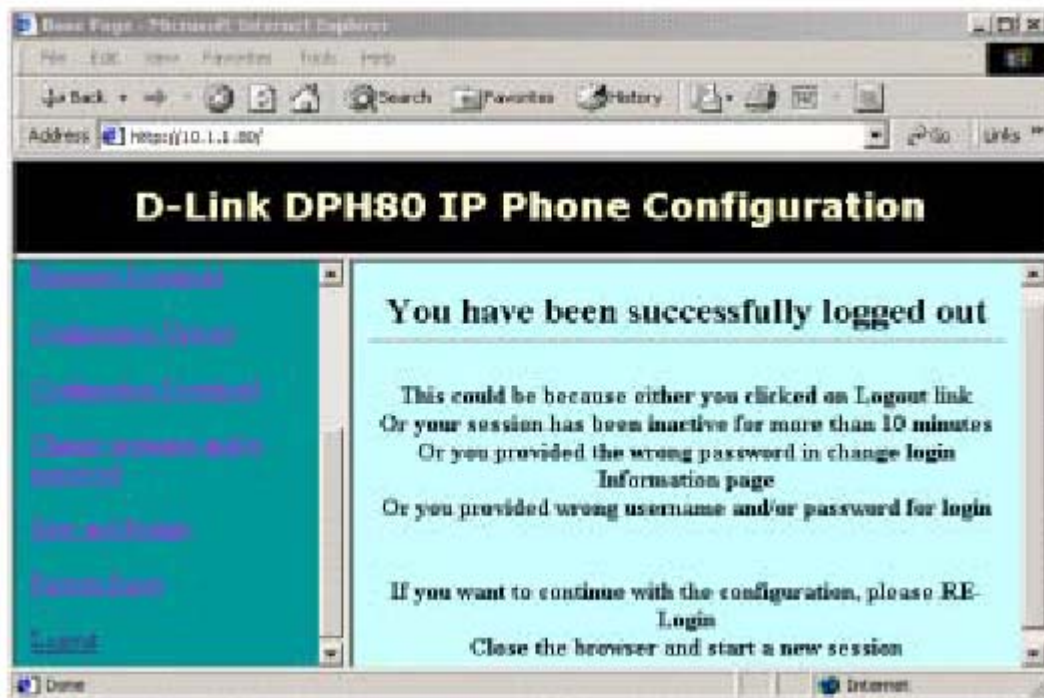 Home Page - Microsoft Internet Explorer
File Edit View Favorites Tools Help
Back Search Favorites History
Address http://10.1.1.80/ Go Links
D-Link DPH80 IP Phone Configuration
Change
Logout
You have been successfully logged out
This could be because either you clicked on Logout link
Or your session has been inactive for more than 10 minutes
Or you provided the wrong password in change login
Information page
Or you provided wrong username and/or password for login
If you want to continue with the configuration, please RE-
Login
Close the browser and start a new session
Done Internet